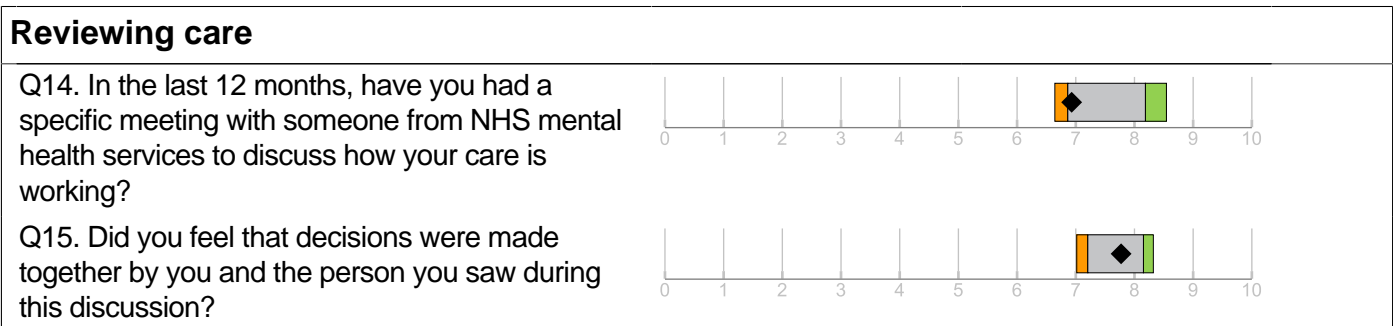 Reviewing care
Q14. In the last 12 months, have you had a
specific meeting with someone from NHS mental
health services to discuss how your care is
working?
0 1 2 3 4 5 6 7 8 9 10
Q15. Did you feel that decisions were made
together by you and the person you saw during
this discussion?
0 1 2 3 4 5 6 7 8 9 10